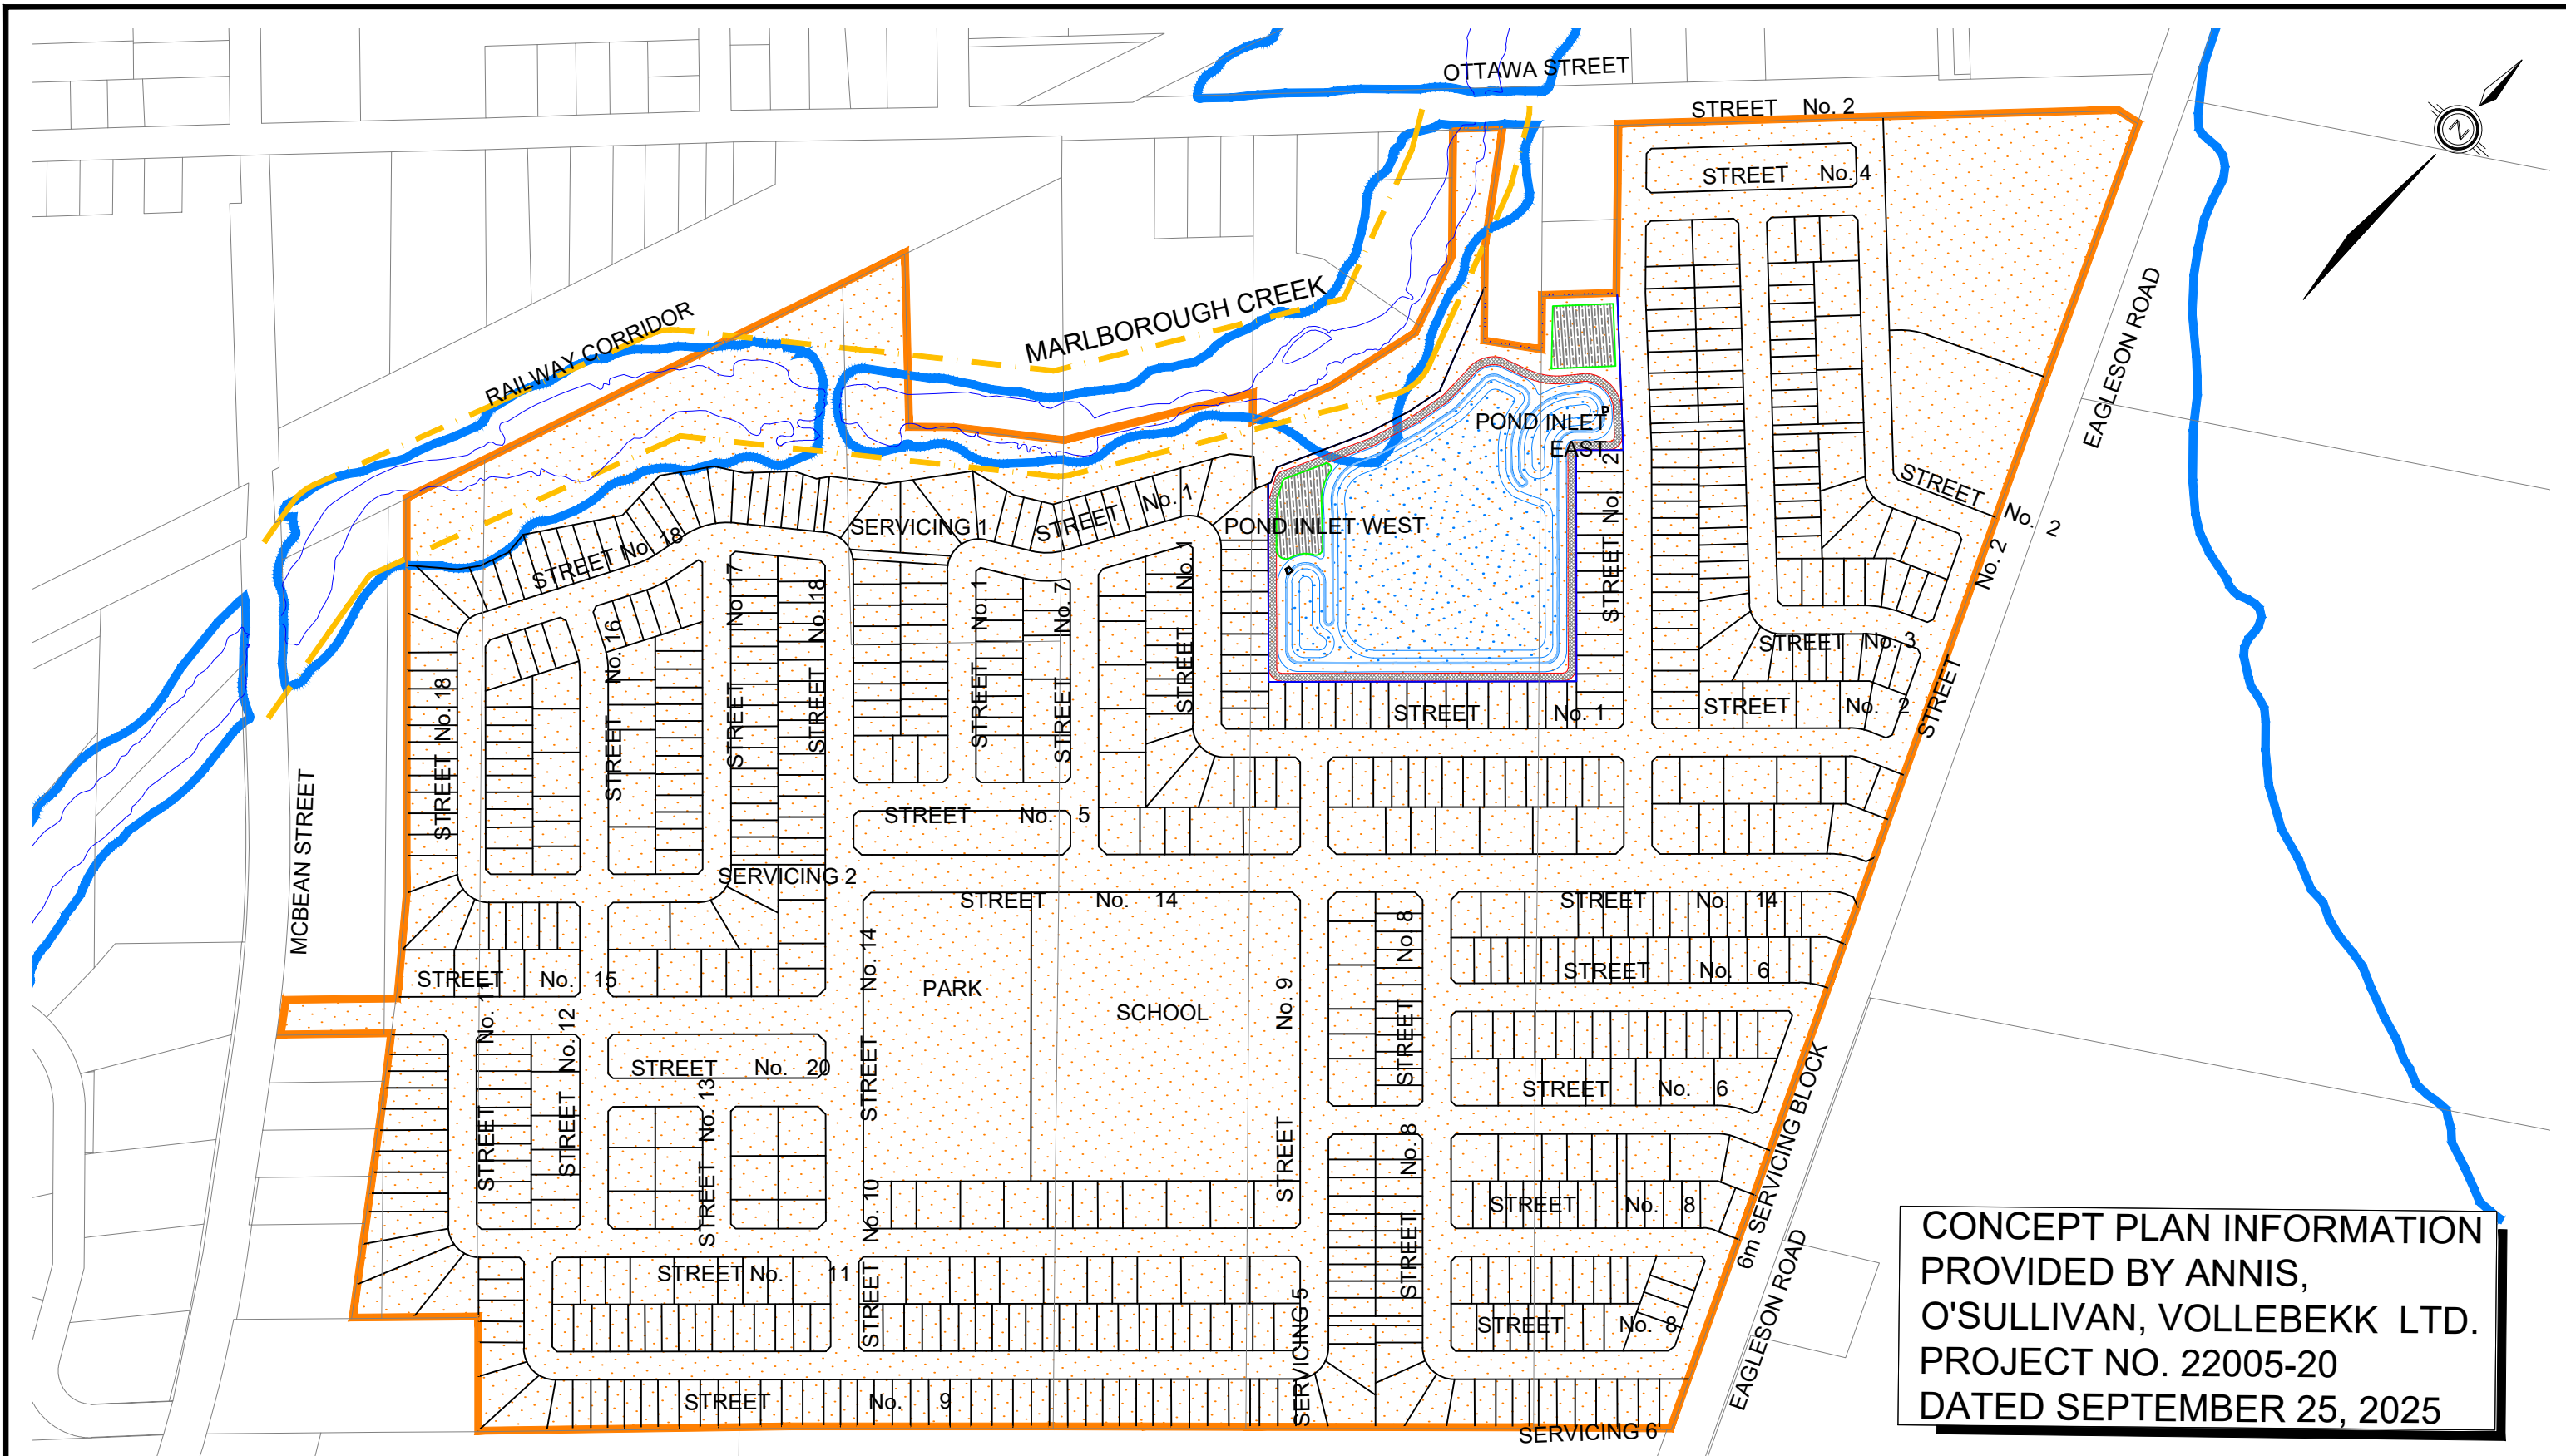 OTTAWA STREET
STREET No. 2
STREET No. 4
RAILWAY CORRIDOR
MARLBOROUGH CREEK
EAGLESON ROAD
POND INLET
EAST
STREET No. 2
STREET No. 2
No. 2
STREET
SERVICING 1
STREET No. 1
POND INLET WEST
STREET No. 18
STREET No. 17
STREET No. 18
STREET No. 16
STREET No. 1
STREET No. 7
STREET No. 1
STREET No. 3
STREET No. 2
STREET No. 1
STREET No. 18
MCBEAN STREET
STREET No. 5
SERVICING 2
STREET No. 14
STREET No. 14
STREET No. 14
STREET No. 8
STREET No. 6
STREET No. 15
PARK
SCHOOL
STREET No. 9
STREET No. 11
STREET No. 12
STREET No. 20
STREET No. 13
STREET No. 6
6m SERVICING BLOCK
STREET No. 8
STREET No. 8
STREET No. 10
STREET No. 11
EAGLESON ROAD
STREET No. 8
SERVICING 5
STREET No. 9
SERVICING 6
N
CONCEPT PLAN INFORMATION
PROVIDED BY ANNIS,
O'SULLIVAN, VOLLEBEKK LTD.
PROJECT NO. 22005-20
DATED SEPTEMBER 25, 2025